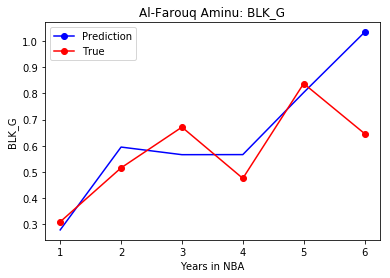 Al-Farouq Aminu: BLK_G
Prediction
True
1.0
0.9
0.8
0.7
0.6
0.5
0.4
0.3
BLK_G
1 2 3 4 5 6
Years in NBA